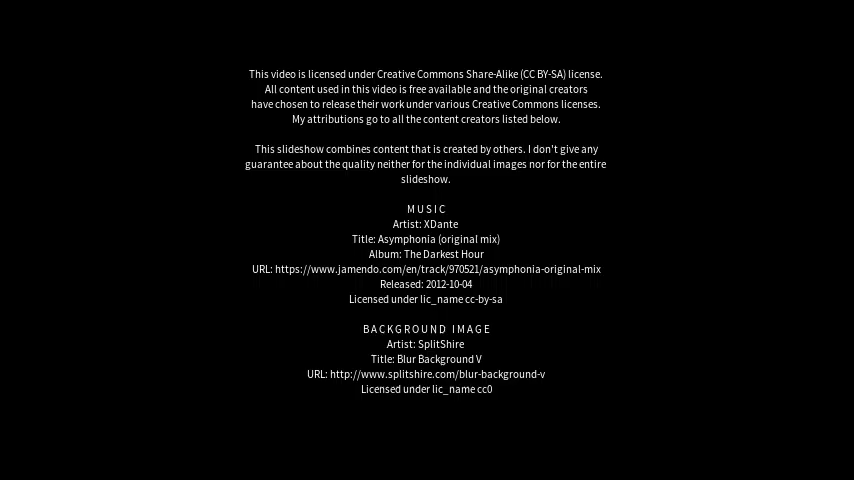 This video is licensed under Creative Commons Share-Alike (CC BY-SA) license.
All content used in this video is free available and the original creators
have chosen to release their work under various Creative Commons licenses.
My attributions go to all the content creators listed below.
This slideshow combines content that is created by others. I don't give any
guarantee about the quality neither for the individual images nor for the entire
slideshow.
MUSIC
Artist: XDante
Title: Asymphonia (original mix)
Album: The Darkest Hour
URL: https://www.jamendo.com/en/track/970521/asymphonia-original-mix
Released: 2012-10-04
Licensed under lic_name cc-by-sa
BACKGROUND IMAGE
Artist: SplitShire
Title: Blur Background V
URL: http://www.splitshire.com/blur-background-v
Licensed under lic_name cc0